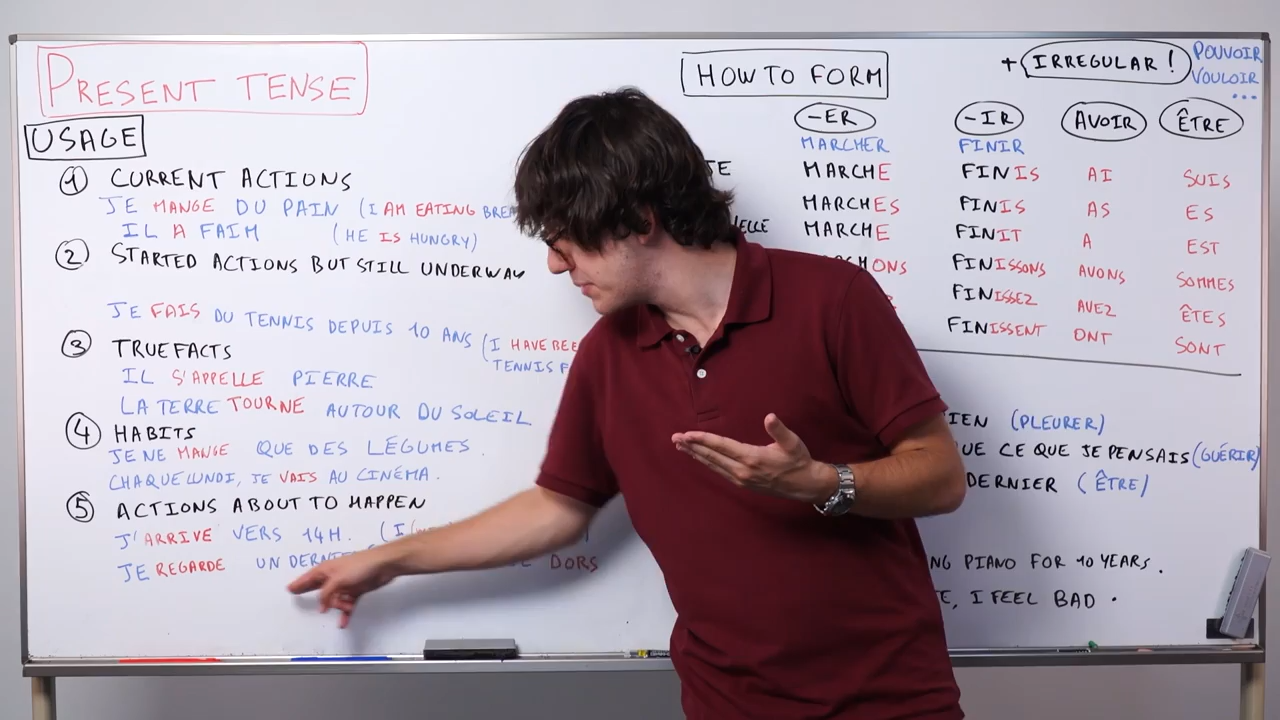 PRESENT TENSE
USAGE
1 CURRENT ACTIONS
JE MANGE DU PAIN (I AM EATING
IL A FAIM (HE IS HUNGRY)
2 STARTED ACTIONS BUT STILL UNDERWAY
JE FAIS DU TENNIS DEPUIS 10 ANS (I HAVE
TENNIS
3 TRUE FACTS
IL S'APPELLE PIERRE
LA TERRE TOURNE AUTOUR DU SOLEIL
4 HABITS
JE NE MANGE QUE DES LÉGUMES.
CHAQUE LUNDI, JE VAIS AU CINÉMA.
5 ACTIONS ABOUT TO HAPPEN
J'ARRIVE VERS 14H. (I
JE REGARDE UN DORS
HOW TO FORM
+ IRREGULAR! POUVOIR
VOULOIR
...
-ER -IR AVOIR ÊTRE
MARCHER FINIR
MARCHE FINIS AI SUIS
MARCHES FINIS AS ES
MARCHE FINIT A EST
ONS FINISSONS AVONS SOMMES
FINISSEZ AVEZ ÊTES
FINISSENT ONT SONT
IEN (PLEURER)
UE CE QUE JE PENSAIS (GUÉRIR)
DERNIER (ÊTRE)
NG PIANO FOR 10 YEARS.
E, I FEEL BAD.